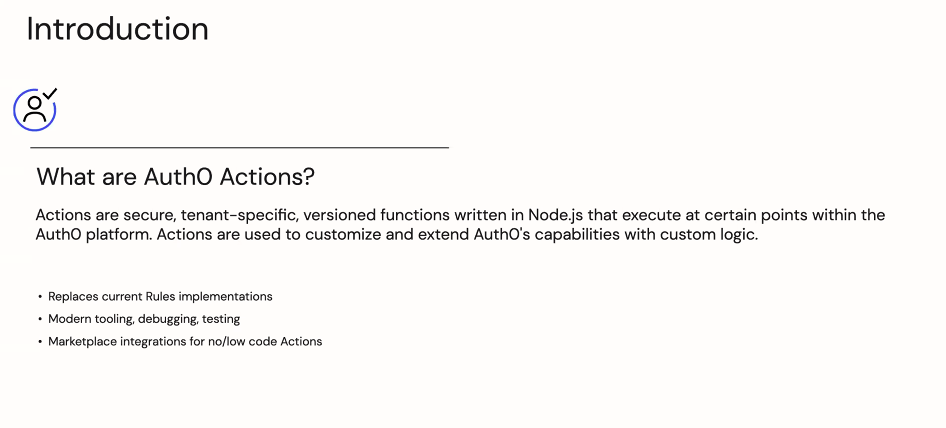 Introduction
What are Auth0 Actions?
Actions are secure, tenant-specific, versioned functions written in Node.js that execute at certain points within the
Auth0 platform. Actions are used to customize and extend Auth0's capabilities with custom logic.
• Replaces current Rules implementations
• Modern tooling, debugging, testing
• Marketplace integrations for no/low code Actions